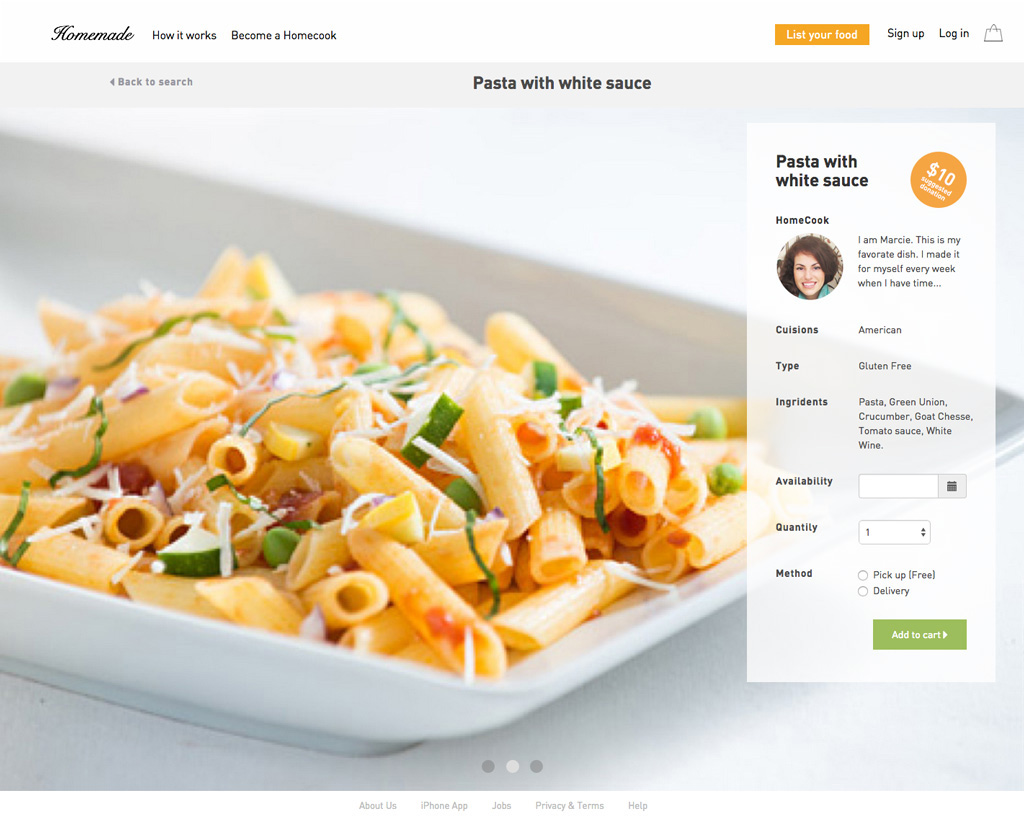 Homemade
How it works
Become a Homecook
List your food
Sign up
Log in
Back to search
Pasta with white sauce
Pasta with
white sauce
$10
suggested
donation
HomeCook
I am Marcie. This is my
favorate dish. I made it
for myself every week
when I have time...
Cuisions
American
Type
Gluten Free
Ingridents
Pasta, Green Union,
Crucumber, Goat Chesse,
Tomato sauce, White
Wine.
Availability
Quantity
1
Method
Pick up (Free)
Delivery
Add to cart
About Us
iPhone App
Jobs
Privacy & Terms
Help